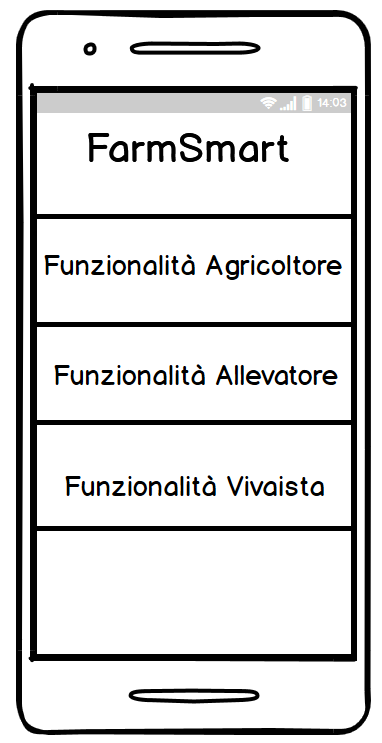 14:03
FarmSmart
Funzionalità Agricoltore
Funzionalità Allevatore
Funzionalità Vivaista